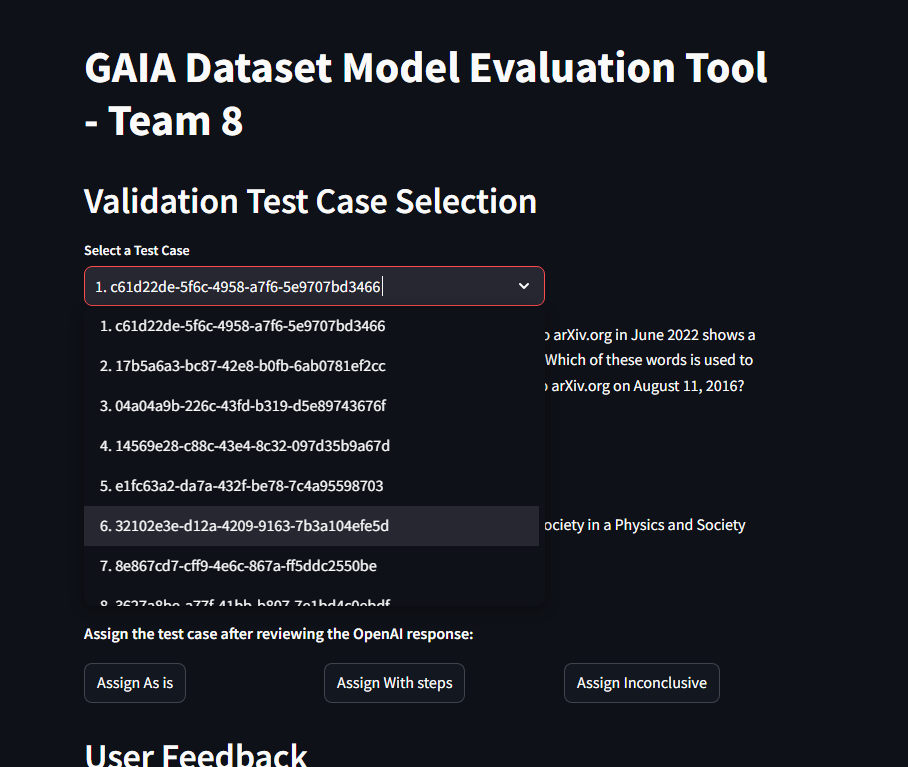 GAIA Dataset Model Evaluation Tool
- Team 8
Validation Test Case Selection
Select a Test Case
1. c61d22de-5f6c-4958-a7f6-5e9707bd3466
1. c61d22de-5f6c-4958-a7f6-5e9707bd3466
arXiv.org in June 2022 shows a
2. 17b5a6a3-bc87-42e8-b0fb-6ab0781ef2cc
Which of these words is used to
arXiv.org on August 11, 2016?
3. 04a04a9b-226c-43fd-b319-d5e89743676f
4. 14569e28-c88c-43e4-8c32-097d35b9a67d
5. e1fc63a2-da7a-432f-be78-7c4a95598703
6. 32102e3e-d12a-4209-9163-7b3a104efe5d
ociety in a Physics and Society
7. 8e867cd7-cff9-4e6c-867a-ff5ddc2550be
8. 3627a8be-a77f-41bb-b807-7e1bd4c0ebdf
Assign the test case after reviewing the OpenAI response:
Assign As is
Assign With steps
Assign Inconclusive
User Feedback